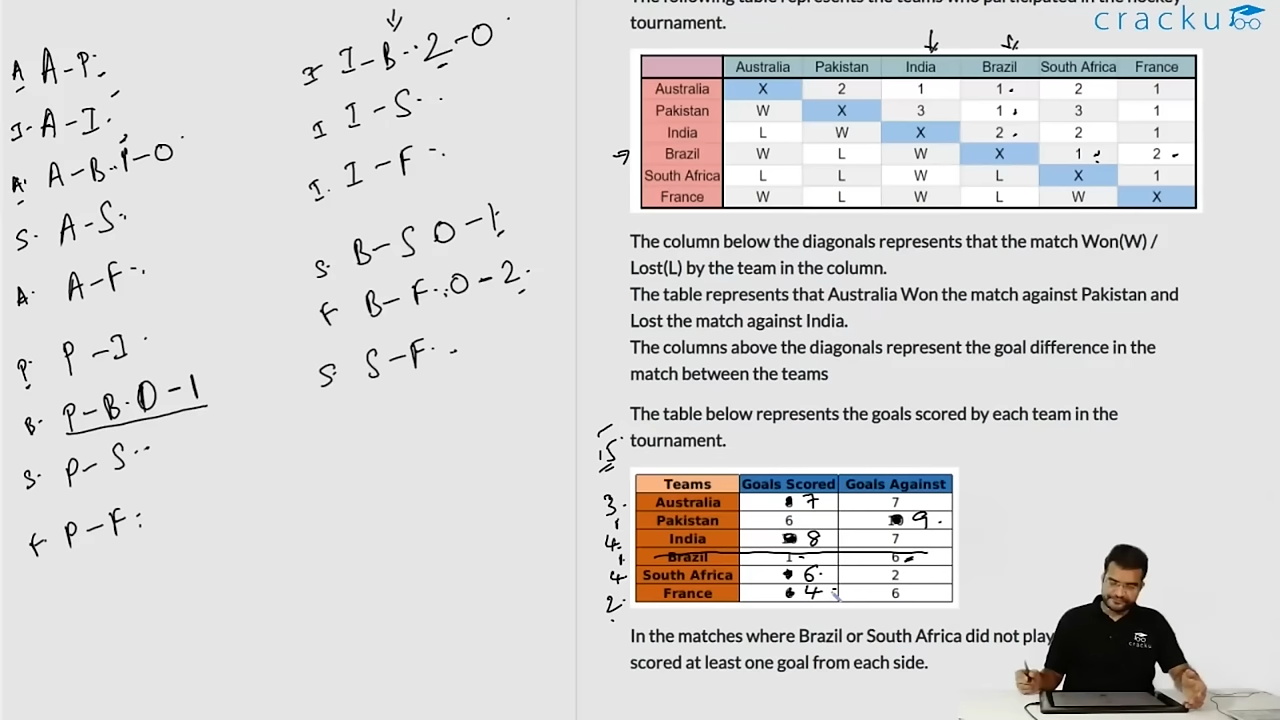 The following table represents the teams who participated in the hockey
tournament.
cracku
Australia Pakistan India Brazil South Africa France
Australia X 2 1 1 2 1
Pakistan W X 3 1 3 1
India L W X 2 2 1
Brazil W L W X 1 2
South Africa L L W L X 1
France W L W L W X
The column below the diagonals represents that the match Won(W) /
Lost(L) by the team in the column.
The table represents that Australia Won the match against Pakistan and
Lost the match against India.
The columns above the diagonals represent the goal difference in the
match between the teams
The table below represents the goals scored by each team in the
tournament.
15
Teams Goals Scored Goals Against
3 Australia 7 7
1 Pakistan 6 9
4 India 8 7
1 Brazil 1 6
4 South Africa 6 2
2 France 4 6
In the matches where Brazil or South Africa did not play
scored at least one goal from each side.
A A-P
I A-I
A A-B 1-0
S A-S
A A-F
P P-I
B P-B 0-1
S P-S
F P-F
I I-B 2-0
I I-S
I I-F
S B-S 0-1
F B-F 0-2
S S-F
cracku